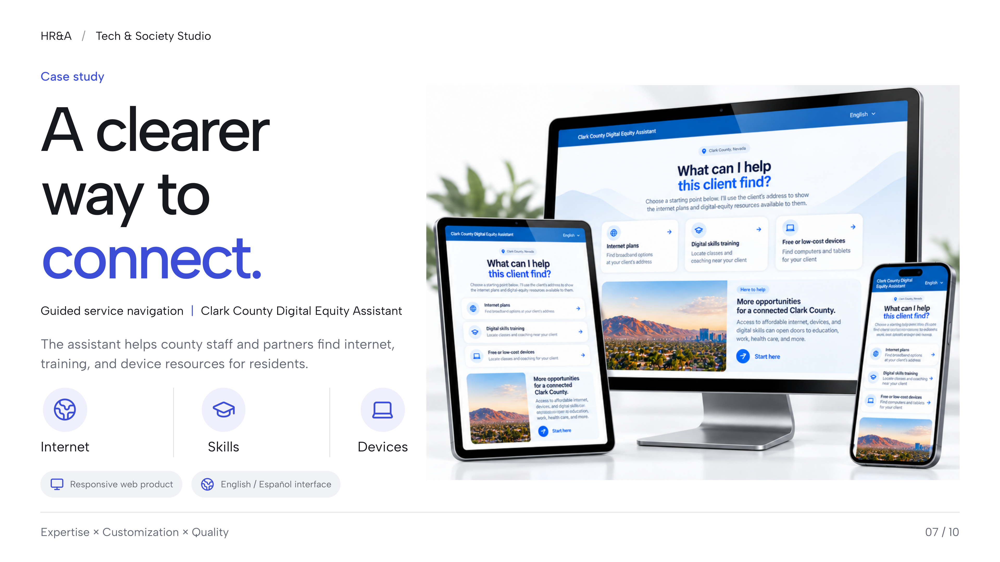 HR&A / Tech & Society Studio
Case study
A clearer
way to
connect.
Guided service navigation | Clark County Digital Equity Assistant
The assistant helps county staff and partners find internet,
training, and device resources for residents.
Internet
Skills
Devices
Responsive web product
English / Español interface
Clark County Digital Equity Assistant
English
Clark County, Nevada
What can I help
this client find?
Choose a starting point below. I'll use the client's address to show
the internet plans and digital-equity resources available to them.
Internet plans
Find broadband options
at your client's address
Digital skills training
Locate classes and
coaching near your client
Free or low-cost devices
Find computers and tablets
for your client
Here to help
More opportunities
for a connected Clark County.
Access to affordable internet, devices, and
digital skills can open doors to education,
work, health care, and more.
Start here
Clark County Digital Equity Assistant
English
Clark County, Nevada
What can I help
this client find?
Choose a starting point below. I'll use the client's address to show
the internet plans and digital-equity resources available to them.
Internet plans
Find broadband options at your client's address
Digital skills training
Locate classes and coaching near your client
Free or low-cost devices
Locate classes and coaching for your client
More opportunities
for a connected
Clark County.
Access to affordable internet,
devices, and digital skills can
to education,
work, health care, and more.
Start here
Clark County Digital
Equity Assistant
English
Clark County, Nevada
What can I help
this client find?
Choose a starting
Internet plans
Find broadband options
at your client's address
Digital skills training
Locate classes and coaching
near your client
Free or low-cost devices
Find computers and tablets
for your client
Expertise × Customization × Quality
07 / 10